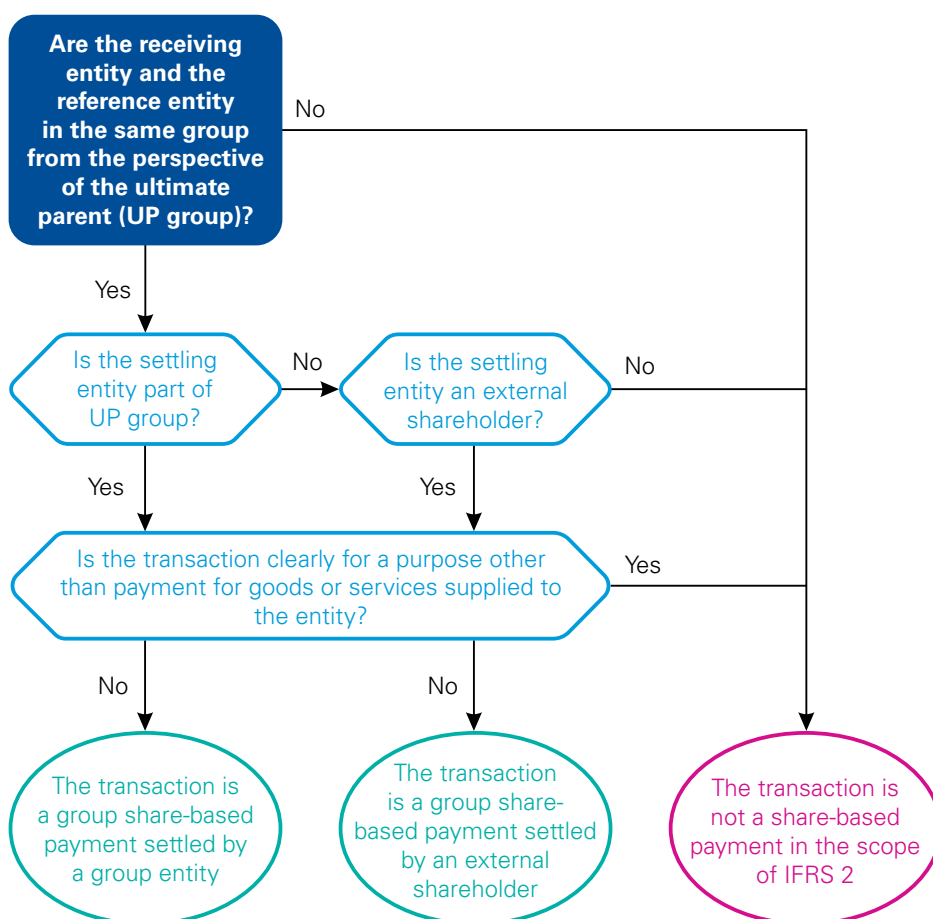 Are the receiving
entity and the
reference entity
in the same group
from the perspective
of the ultimate
parent (UP group)?
No
Yes
Is the settling
entity part of
UP group?
No
Is the settling
entity an external
shareholder?
No
Yes
Yes
Is the transaction clearly for a purpose other
than payment for goods or services supplied to
the entity?
Yes
No
No
The transaction is
a group share-based
payment settled by
a group entity
The transaction
is a group share-
based payment settled
by an external
shareholder
The transaction is
not a share-based
payment in the scope
of IFRS 2